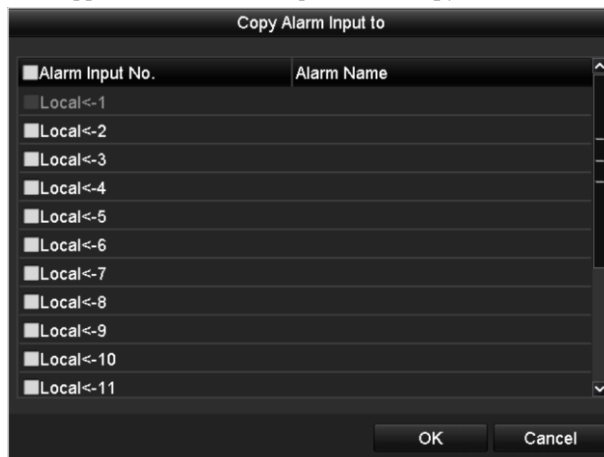 Copy Alarm Input to
Alarm Input No. Alarm Name
Local<-1
Local<-2
Local<-3
Local<-4
Local<-5
Local<-6
Local<-7
Local<-8
Local<-9
Local<-10
Local<-11
OK Cancel